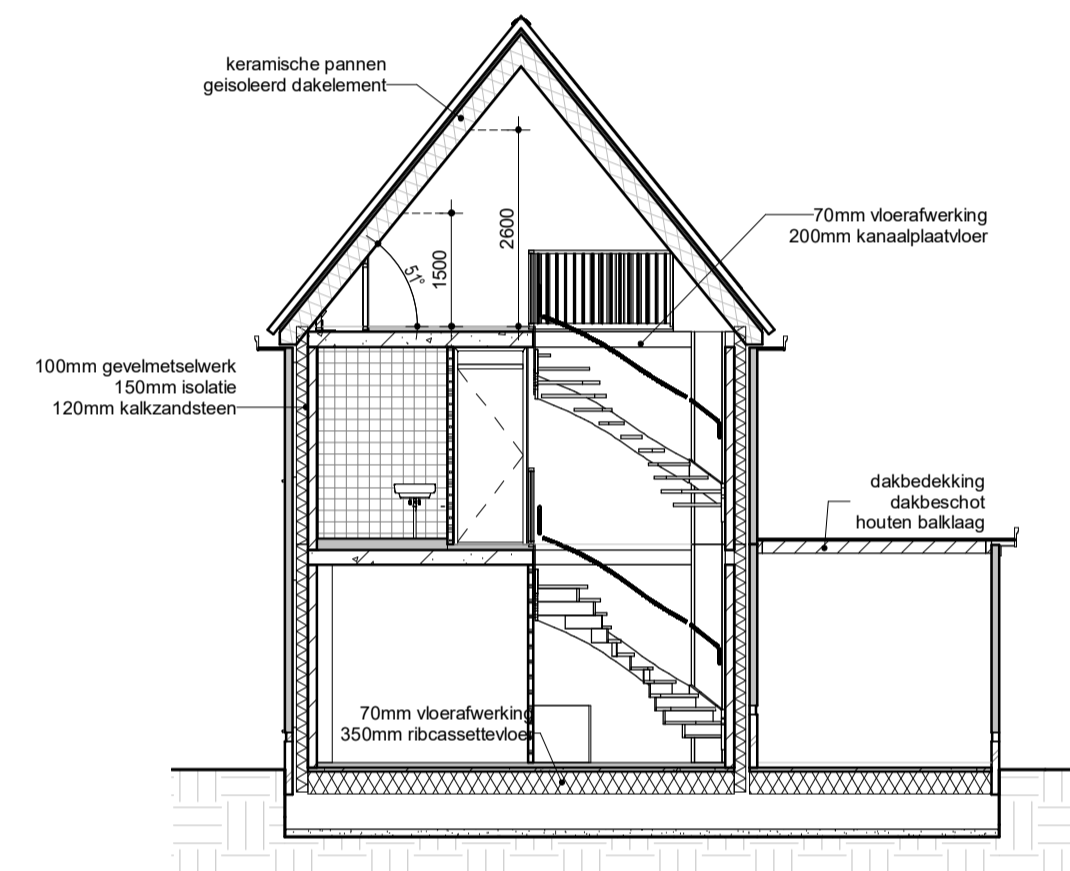 keramische pannen
geisoleerd dakelement
2600
1500
51°
70mm vloerafwerking
200mm kanaalplaatvloer
100mm gevelmetselwerk
150mm isolatie
120mm kalkzandsteen
dakbedekking
dakbeschot
houten balklaag
70mm vloerafwerking
350mm ribcassettevloer